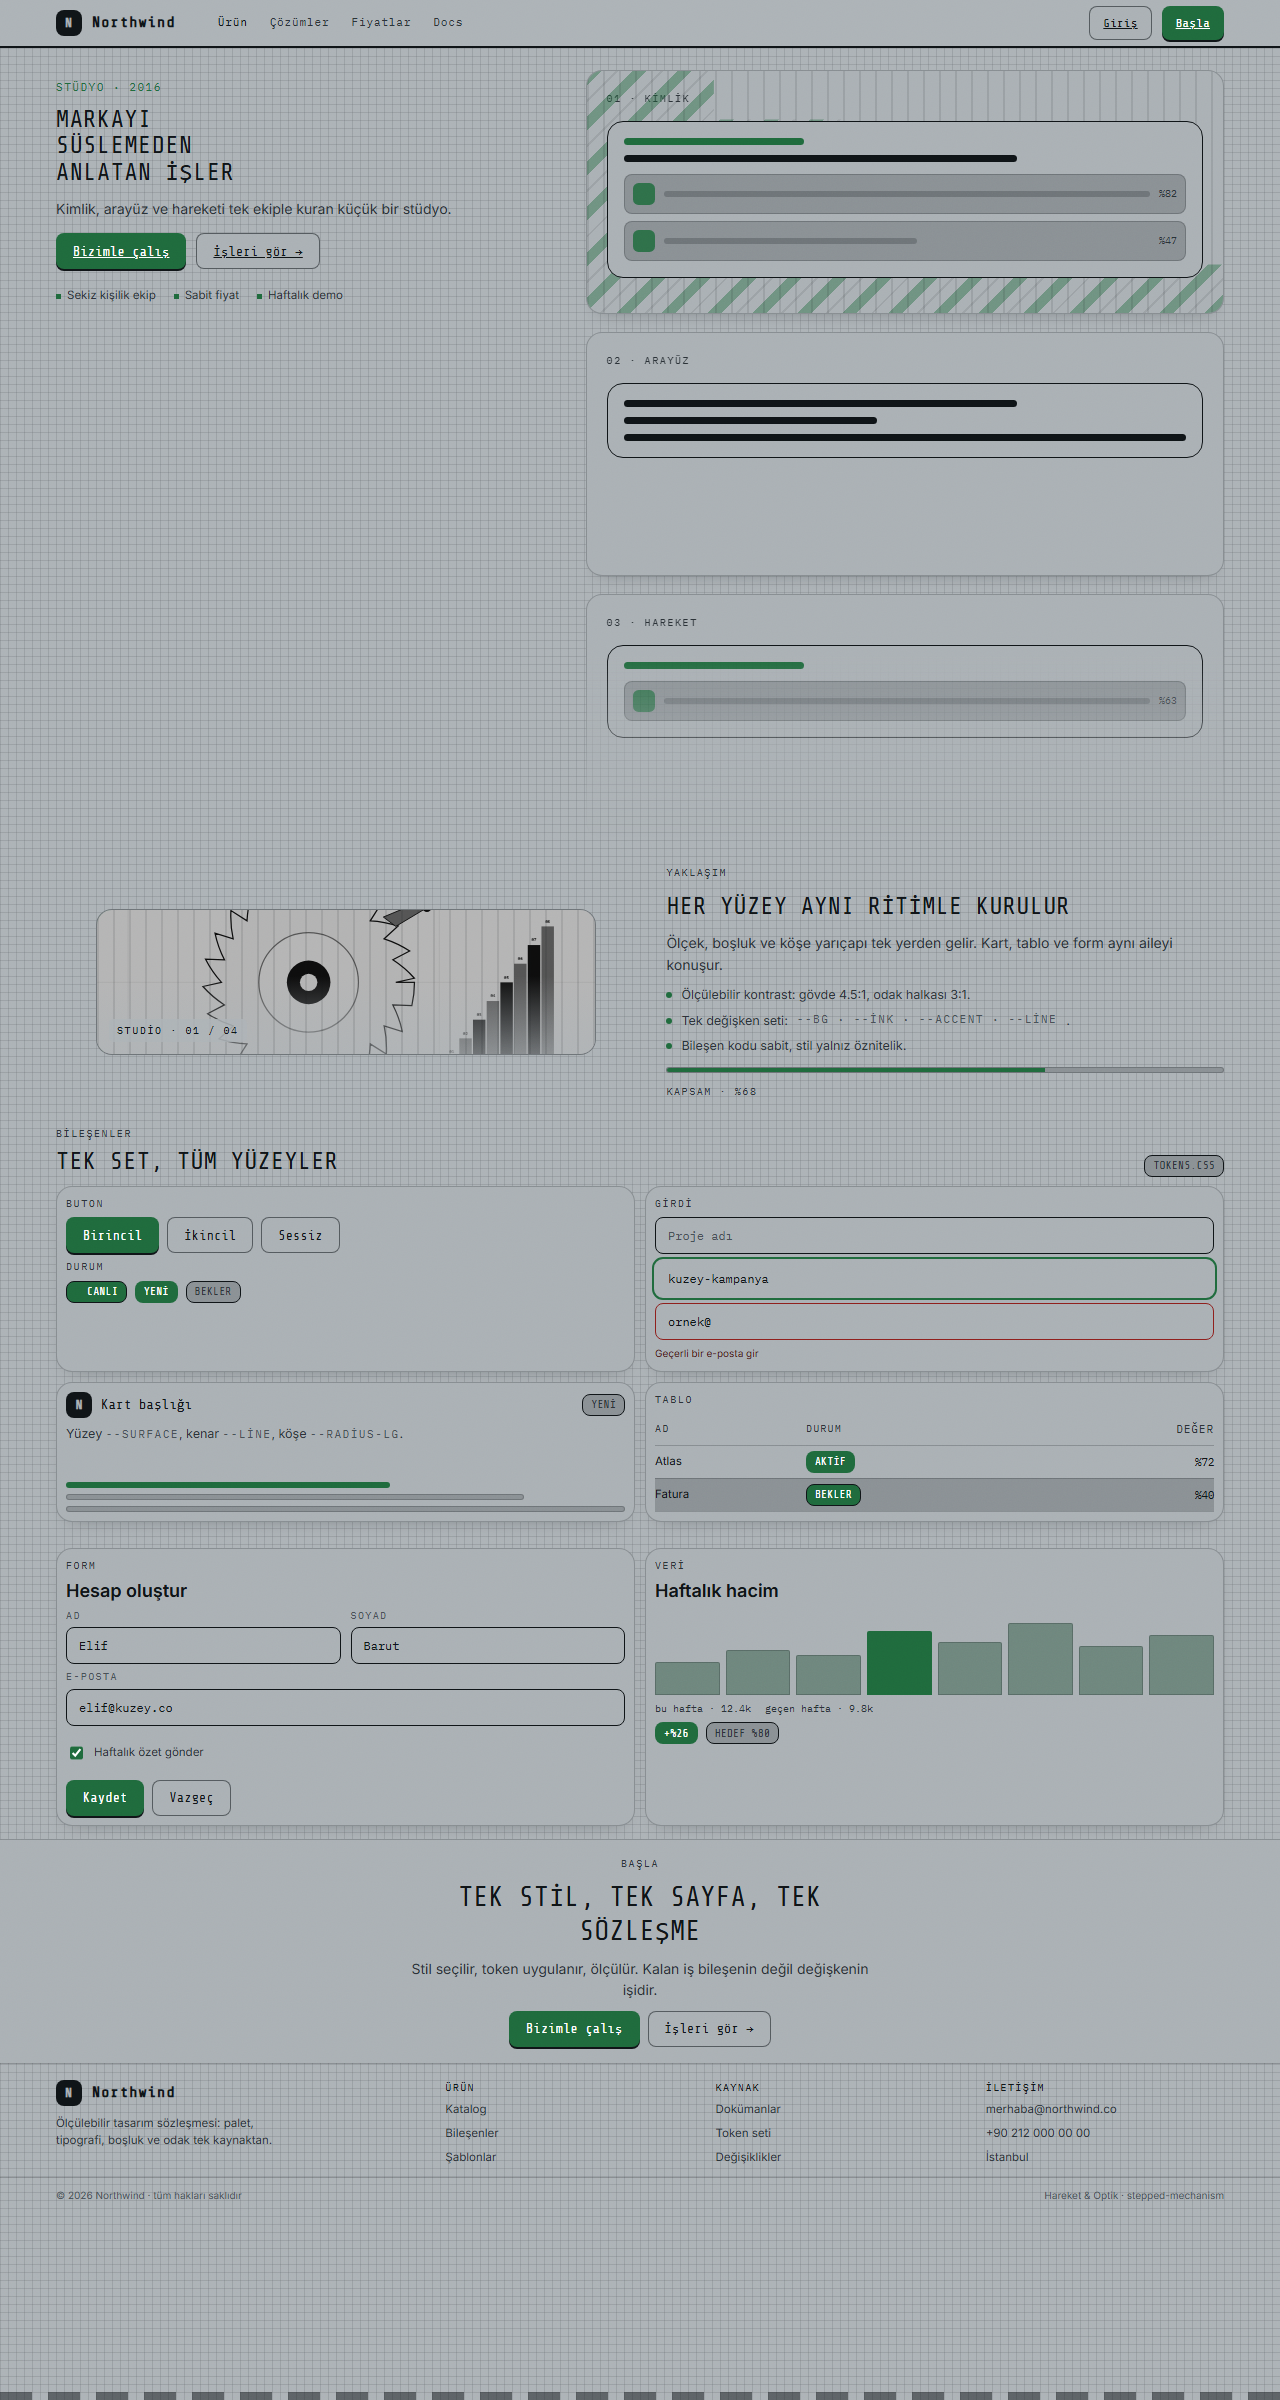 N Northwind Ürün Çözümler Fiyatlar Docs Giriş Başla
STÜDYO · 2016
MARKAYI
SÜSLEMEDEN
ANLATAN İŞLER
Kimlik, arayüz ve hareketi tek ekiple kuran küçük bir stüdyo.
Bizimle çalış İşleri gör →
Sekiz kişilik ekip Sabit fiyat Haftalık demo
01 · KİMLİK
%82
%47
02 · ARAYÜZ
03 · HAREKET
%63
STUDİO · 01 / 04
YAKLAŞIM
HER YÜZEY AYNI RİTİMLE KURULUR
Ölçek, boşluk ve köşe yarıçapı tek yerden gelir. Kart, tablo ve form aynı aileyi
konuşur.
Ölçülebilir kontrast: gövde 4.5:1, odak halkası 3:1.
Tek değişken seti: --BG · --İNK · --ACCENT · --LİNE .
Bileşen kodu sabit, stil yalnız öznitelik.
KAPSAM · %68
BİLEŞENLER
TEK SET, TÜM YÜZEYLER
TOKENS.CSS
BUTON
Birincil İkincil Sessiz
DURUM
CANLI YENİ BEKLER
GİRDİ
Proje adı
kuzey-kampanya
ornek@
Geçerli bir e-posta gir
N Kart başlığı YENİ
Yüzey --SURFACE, kenar --LİNE, köşe --RADİUS-LG.
TABLO
AD DURUM DEĞER
Atlas AKTİF %72
Fatura BEKLER %40
FORM
Hesap oluştur
AD SOYAD
Elif Barut
E-POSTA
elif@kuzey.co
Haftalık özet gönder
Kaydet Vazgeç
VERİ
Haftalık hacim
bu hafta · 12.4k geçen hafta · 9.8k
+%26 HEDEF %80
BAŞLA
TEK STİL, TEK SAYFA, TEK
SÖZLEŞME
Stil seçilir, token uygulanır, ölçülür. Kalan iş bileşenin değil değişkenin
işidir.
Bizimle çalış İşleri gör →
N Northwind
Ölçülebilir tasarım sözleşmesi: palet,
tipografi, boşluk ve odak tek kaynaktan.
ÜRÜN
Katalog
Bileşenler
Şablonlar
KAYNAK
Dokümanlar
Token seti
Değişiklikler
İLETİŞİM
merhaba@northwind.co
+90 212 000 00 00
İstanbul
© 2026 Northwind · tüm hakları saklıdır
Hareket & Optik · stepped-mechanism